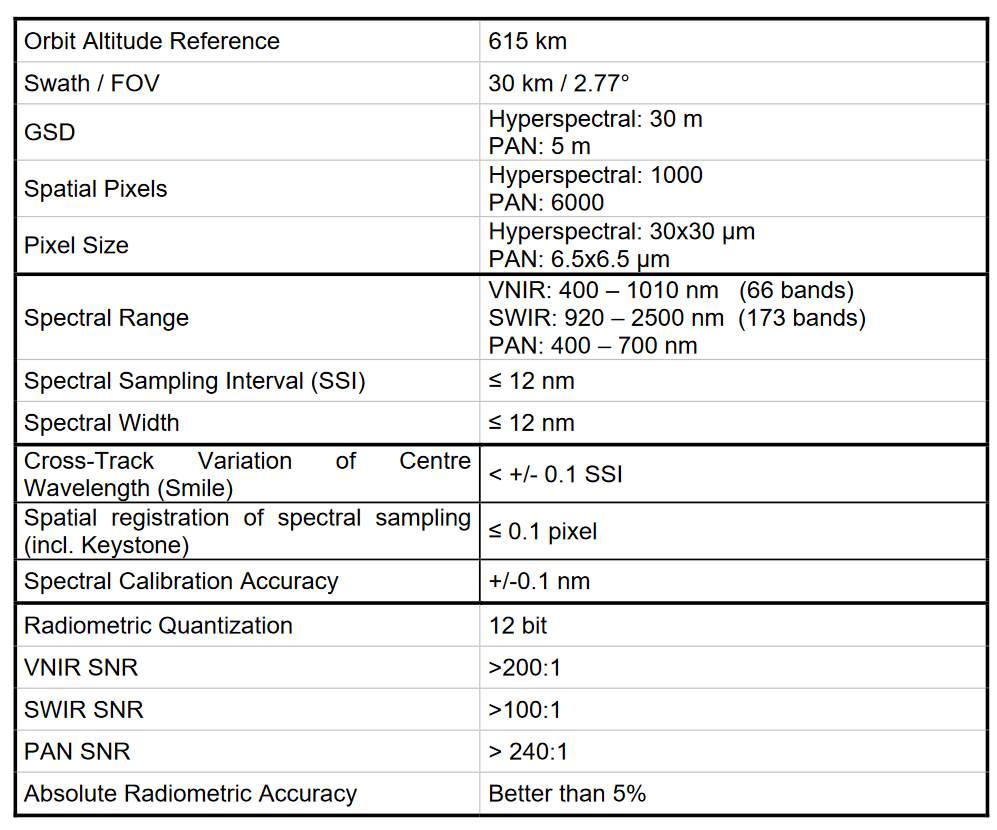 Orbit Altitude Reference 615 km
Swath / FOV 30 km / 2.77°
GSD Hyperspectral: 30 m
PAN: 5 m
Spatial Pixels Hyperspectral: 1000
PAN: 6000
Pixel Size Hyperspectral: 30x30 µm
PAN: 6.5x6.5 µm
Spectral Range VNIR: 400 – 1010 nm (66 bands)
SWIR: 920 – 2500 nm (173 bands)
PAN: 400 – 700 nm
Spectral Sampling Interval (SSI) ≤ 12 nm
Spectral Width ≤ 12 nm
Cross-Track Variation of Centre
Wavelength (Smile) < +/- 0.1 SSI
Spatial registration of spectral sampling
(incl. Keystone) ≤ 0.1 pixel
Spectral Calibration Accuracy +/-0.1 nm
Radiometric Quantization 12 bit
VNIR SNR >200:1
SWIR SNR >100:1
PAN SNR > 240:1
Absolute Radiometric Accuracy Better than 5%